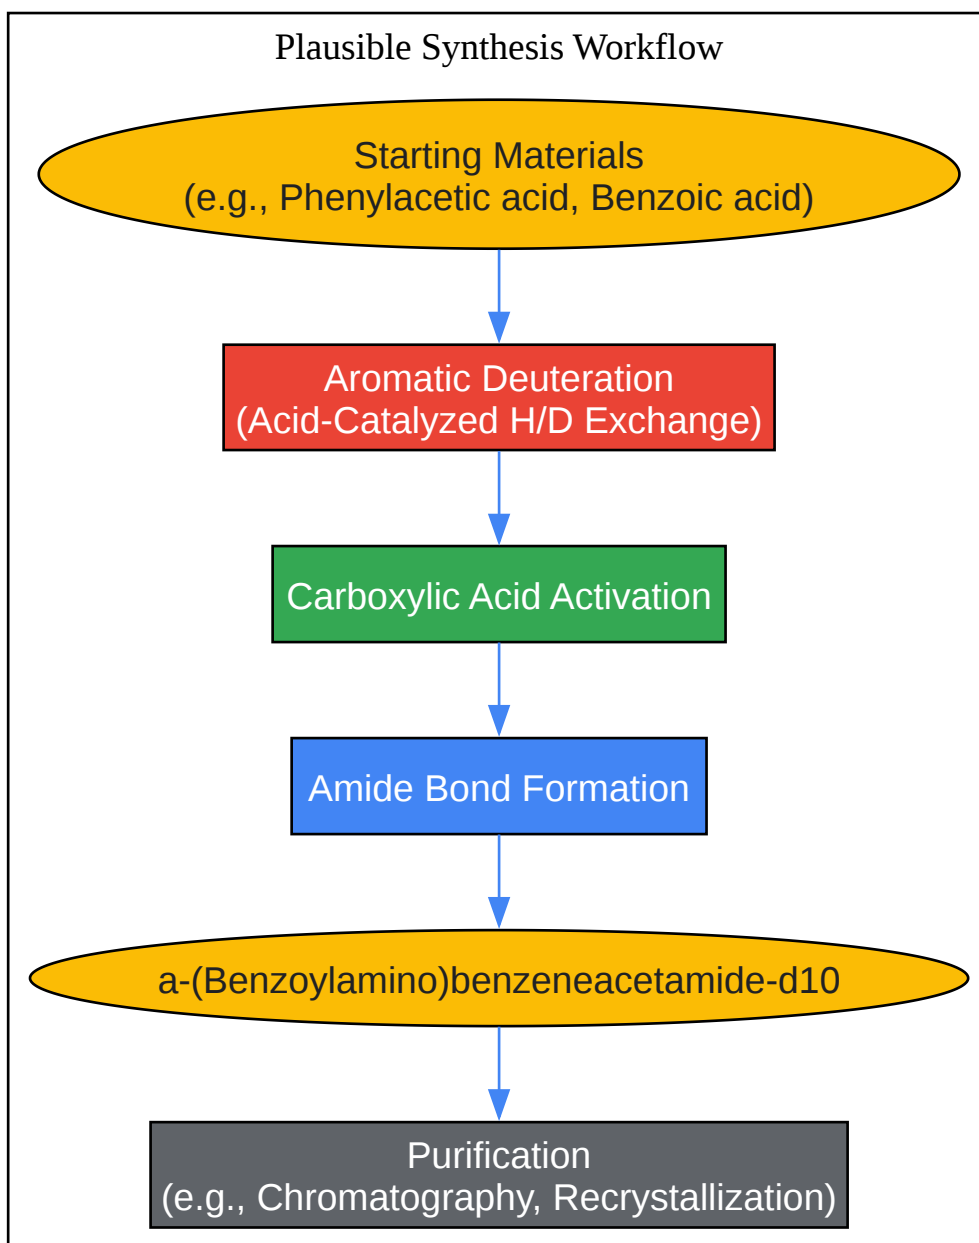 Plausible Synthesis Workflow
Starting Materials
(e.g., Phenylacetic acid, Benzoic acid)
Aromatic Deuteration
(Acid-Catalyzed H/D Exchange)
Carboxylic Acid Activation
Amide Bond Formation
a-(Benzoylamino)benzeneacetamide-d10
Purification
(e.g., Chromatography, Recrystallization)